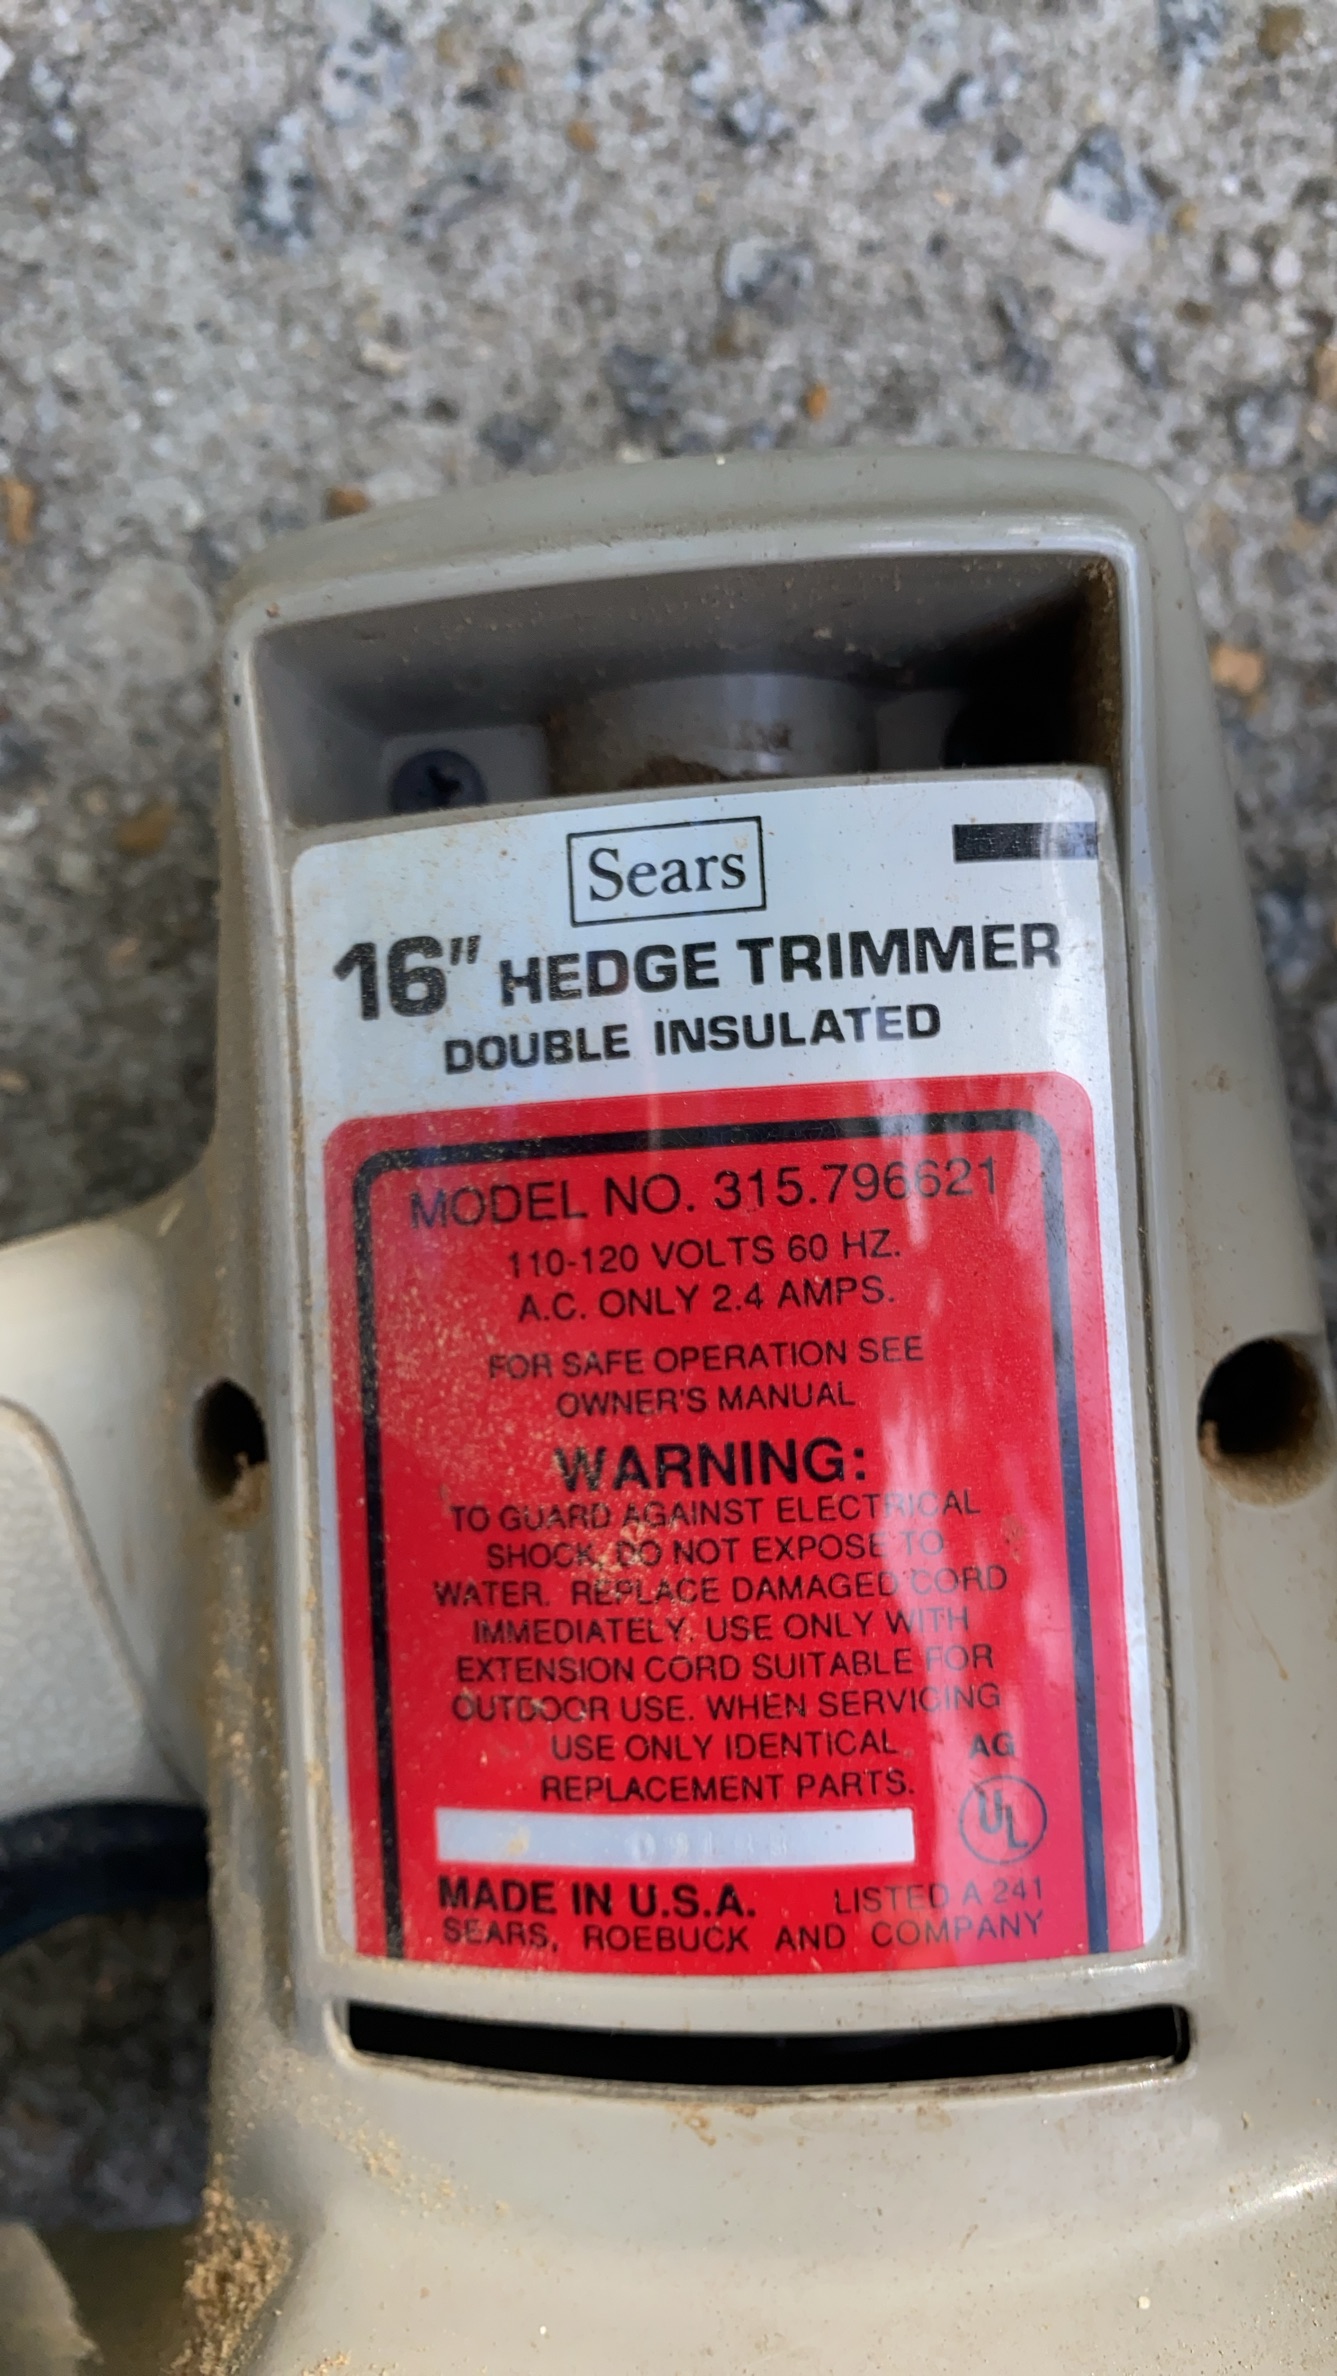 Sears
16" HEDGE TRIMMER
DOUBLE INSULATED
MODEL NO. 315.796621
110-120 VOLTS 60 HZ.
A.C. ONLY 2.4 AMPS.
FOR SAFE OPERATION SEE
OWNER'S MANUAL
WARNING:
TO GUARD AGAINST ELECTRICAL
SHOCK, DO NOT EXPOSE TO
WATER. REPLACE DAMAGED CORD
IMMEDIATELY. USE ONLY WITH
EXTENSION CORD SUITABLE FOR
OUTDOOR USE. WHEN SERVICING
USE ONLY IDENTICAL AG
REPLACEMENT PARTS.
UL
MADE IN U.S.A. LISTED A 241
SEARS, ROEBUCK AND COMPANY